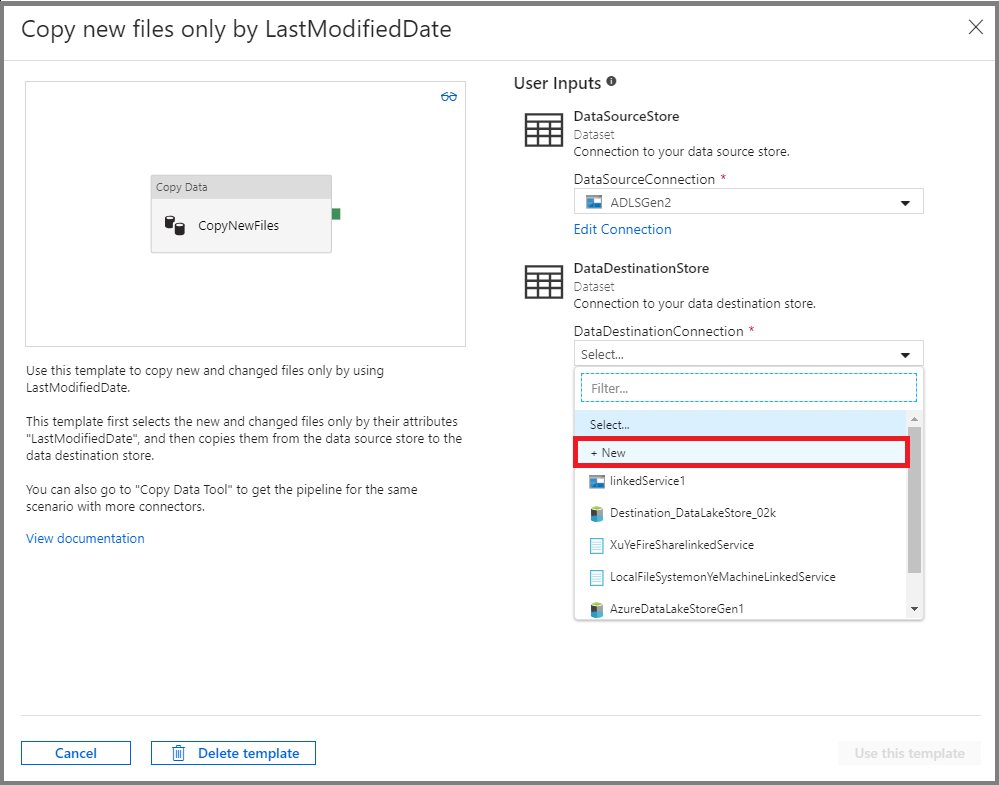 Copy new files only by LastModifiedDate
Copy Data
CopyNewFiles
Use this template to copy new and changed files only by using
LastModifiedDate.
This template first selects the new and changed files only by their attributes
"LastModifiedDate", and then copies them from the data source store to the
data destination store.
You can also go to "Copy Data Tool" to get the pipeline for the same
scenario with more connectors.
View documentation
User Inputs
DataSourceStore
Dataset
Connection to your data source store.
DataSourceConnection *
ADLSGen2
Edit Connection
DataDestinationStore
Dataset
Connection to your data destination store.
DataDestinationConnection *
Select...
Filter...
Select...
+ New
linkedService1
Destination_DataLakeStore_02k
XuYeFireSharelinkedService
LocalFileSystemonYeMachineLinkedService
AzureDataLakeStoreGen1
Cancel
Delete template
Use this template